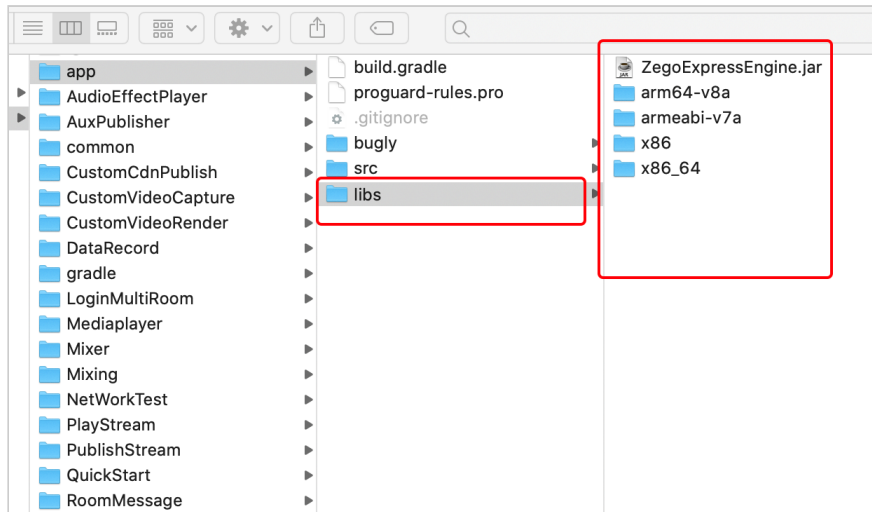 app
AudioEffectPlayer
AuxPublisher
common
CustomCdnPublish
CustomVideoCapture
CustomVideoRender
DataRecord
gradle
LoginMultiRoom
Mediaplayer
Mixer
Mixing
NetWorkTest
PlayStream
PublishStream
QuickStart
RoomMessage
build.gradle
proguard-rules.pro
.gitignore
bugly
src
libs
JAR
ZegoExpressEngine.jar
arm64-v8a
armeabi-v7a
x86
x86_64